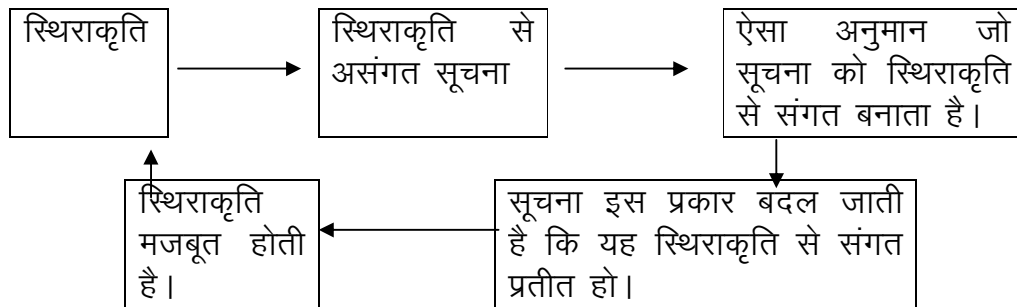 स्थिराकृति
स्थिराकृति से
असंगत सूचना
ऐसा अनुमान जो
सूचना को स्थिराकृति
से संगत बनाता है।
सूचना इस प्रकार बदल जाती
है कि यह स्थिराकृति से संगत
प्रतीत हो।
स्थिराकृति
मजबूत होती
है।